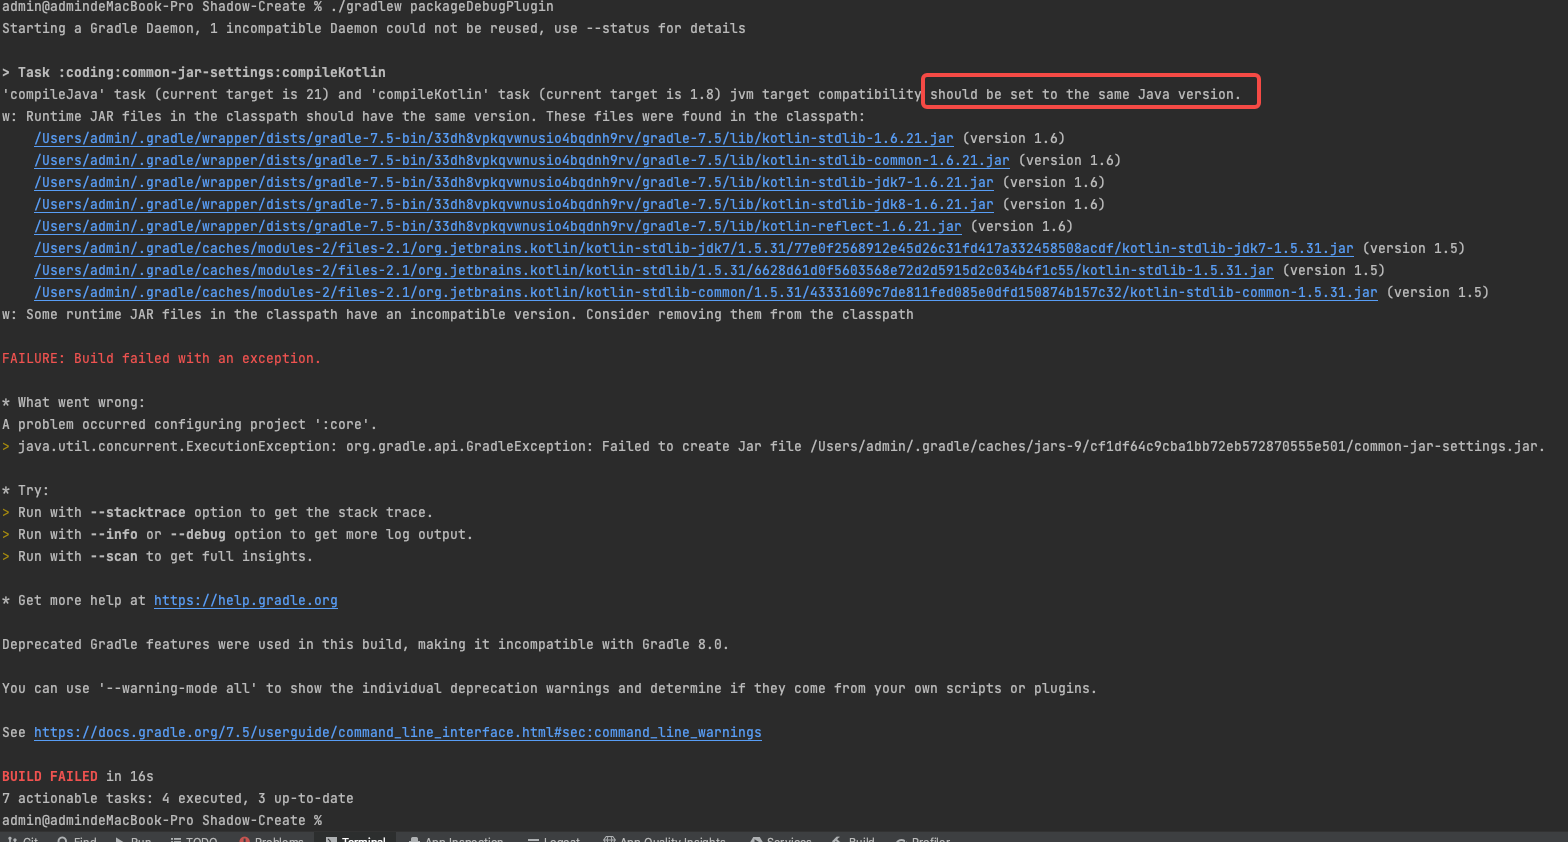 admin@admindeMacBook-Pro Shadow-Create % ./gradlew packageDebugPlugin
Starting a Gradle Daemon, 1 incompatible Daemon could not be reused, use --status for details
> Task :coding:common-jar-settings:compileKotlin
'compileJava' task (current target is 21) and 'compileKotlin' task (current target is 1.8) jvm target compatibility should be set to the same Java version.
w: Runtime JAR files in the classpath should have the same version. These files were found in the classpath:
/Users/admin/.gradle/wrapper/dists/gradle-7.5-bin/33dh8vpkqvwnusio4bqdnh9rv/gradle-7.5/lib/kotlin-stdlib-1.6.21.jar (version 1.6)
/Users/admin/.gradle/wrapper/dists/gradle-7.5-bin/33dh8vpkqvwnusio4bqdnh9rv/gradle-7.5/lib/kotlin-stdlib-common-1.6.21.jar (version 1.6)
/Users/admin/.gradle/wrapper/dists/gradle-7.5-bin/33dh8vpkqvwnusio4bqdnh9rv/gradle-7.5/lib/kotlin-stdlib-jdk7-1.6.21.jar (version 1.6)
/Users/admin/.gradle/wrapper/dists/gradle-7.5-bin/33dh8vpkqvwnusio4bqdnh9rv/gradle-7.5/lib/kotlin-stdlib-jdk8-1.6.21.jar (version 1.6)
/Users/admin/.gradle/wrapper/dists/gradle-7.5-bin/33dh8vpkqvwnusio4bqdnh9rv/gradle-7.5/lib/kotlin-reflect-1.6.21.jar (version 1.6)
/Users/admin/.gradle/caches/modules-2/files-2.1/org.jetbrains.kotlin/kotlin-stdlib-jdk7/1.5.31/77e0f2568912e45d26c31fd417a332458508acdf/kotlin-stdlib-jdk7-1.5.31.jar (version 1.5)
/Users/admin/.gradle/caches/modules-2/files-2.1/org.jetbrains.kotlin/kotlin-stdlib/1.5.31/6628d61d0f5603568e72d2d5915d2c034b4f1c55/kotlin-stdlib-1.5.31.jar (version 1.5)
/Users/admin/.gradle/caches/modules-2/files-2.1/org.jetbrains.kotlin/kotlin-stdlib-common/1.5.31/43331609c7de811fed085e0dfd150874b157c32/kotlin-stdlib-common-1.5.31.jar (version 1.5)
w: Some runtime JAR files in the classpath have an incompatible version. Consider removing them from the classpath
FAILURE: Build failed with an exception.
* What went wrong:
A problem occurred configuring project ':core'.
> java.util.concurrent.ExecutionException: org.gradle.api.GradleException: Failed to create Jar file /Users/admin/.gradle/caches/jars-9/cf1df64c9cba1bb72eb572870555e501/common-jar-settings.jar.
* Try:
> Run with --stacktrace option to get the stack trace.
> Run with --info or --debug option to get more log output.
> Run with --scan to get full insights.
* Get more help at https://help.gradle.org
Deprecated Gradle features were used in this build, making it incompatible with Gradle 8.0.
You can use '--warning-mode all' to show the individual deprecation warnings and determine if they come from your own scripts or plugins.
See https://docs.gradle.org/7.5/userguide/command_line_interface.html#sec:command_line_warnings
BUILD FAILED in 16s
7 actionable tasks: 4 executed, 3 up-to-date
admin@admindeMacBook-Pro Shadow-Create %
Git Find Run TODO Problems Terminal App Inspection Logcat App Quality Insights Services Build Profiler